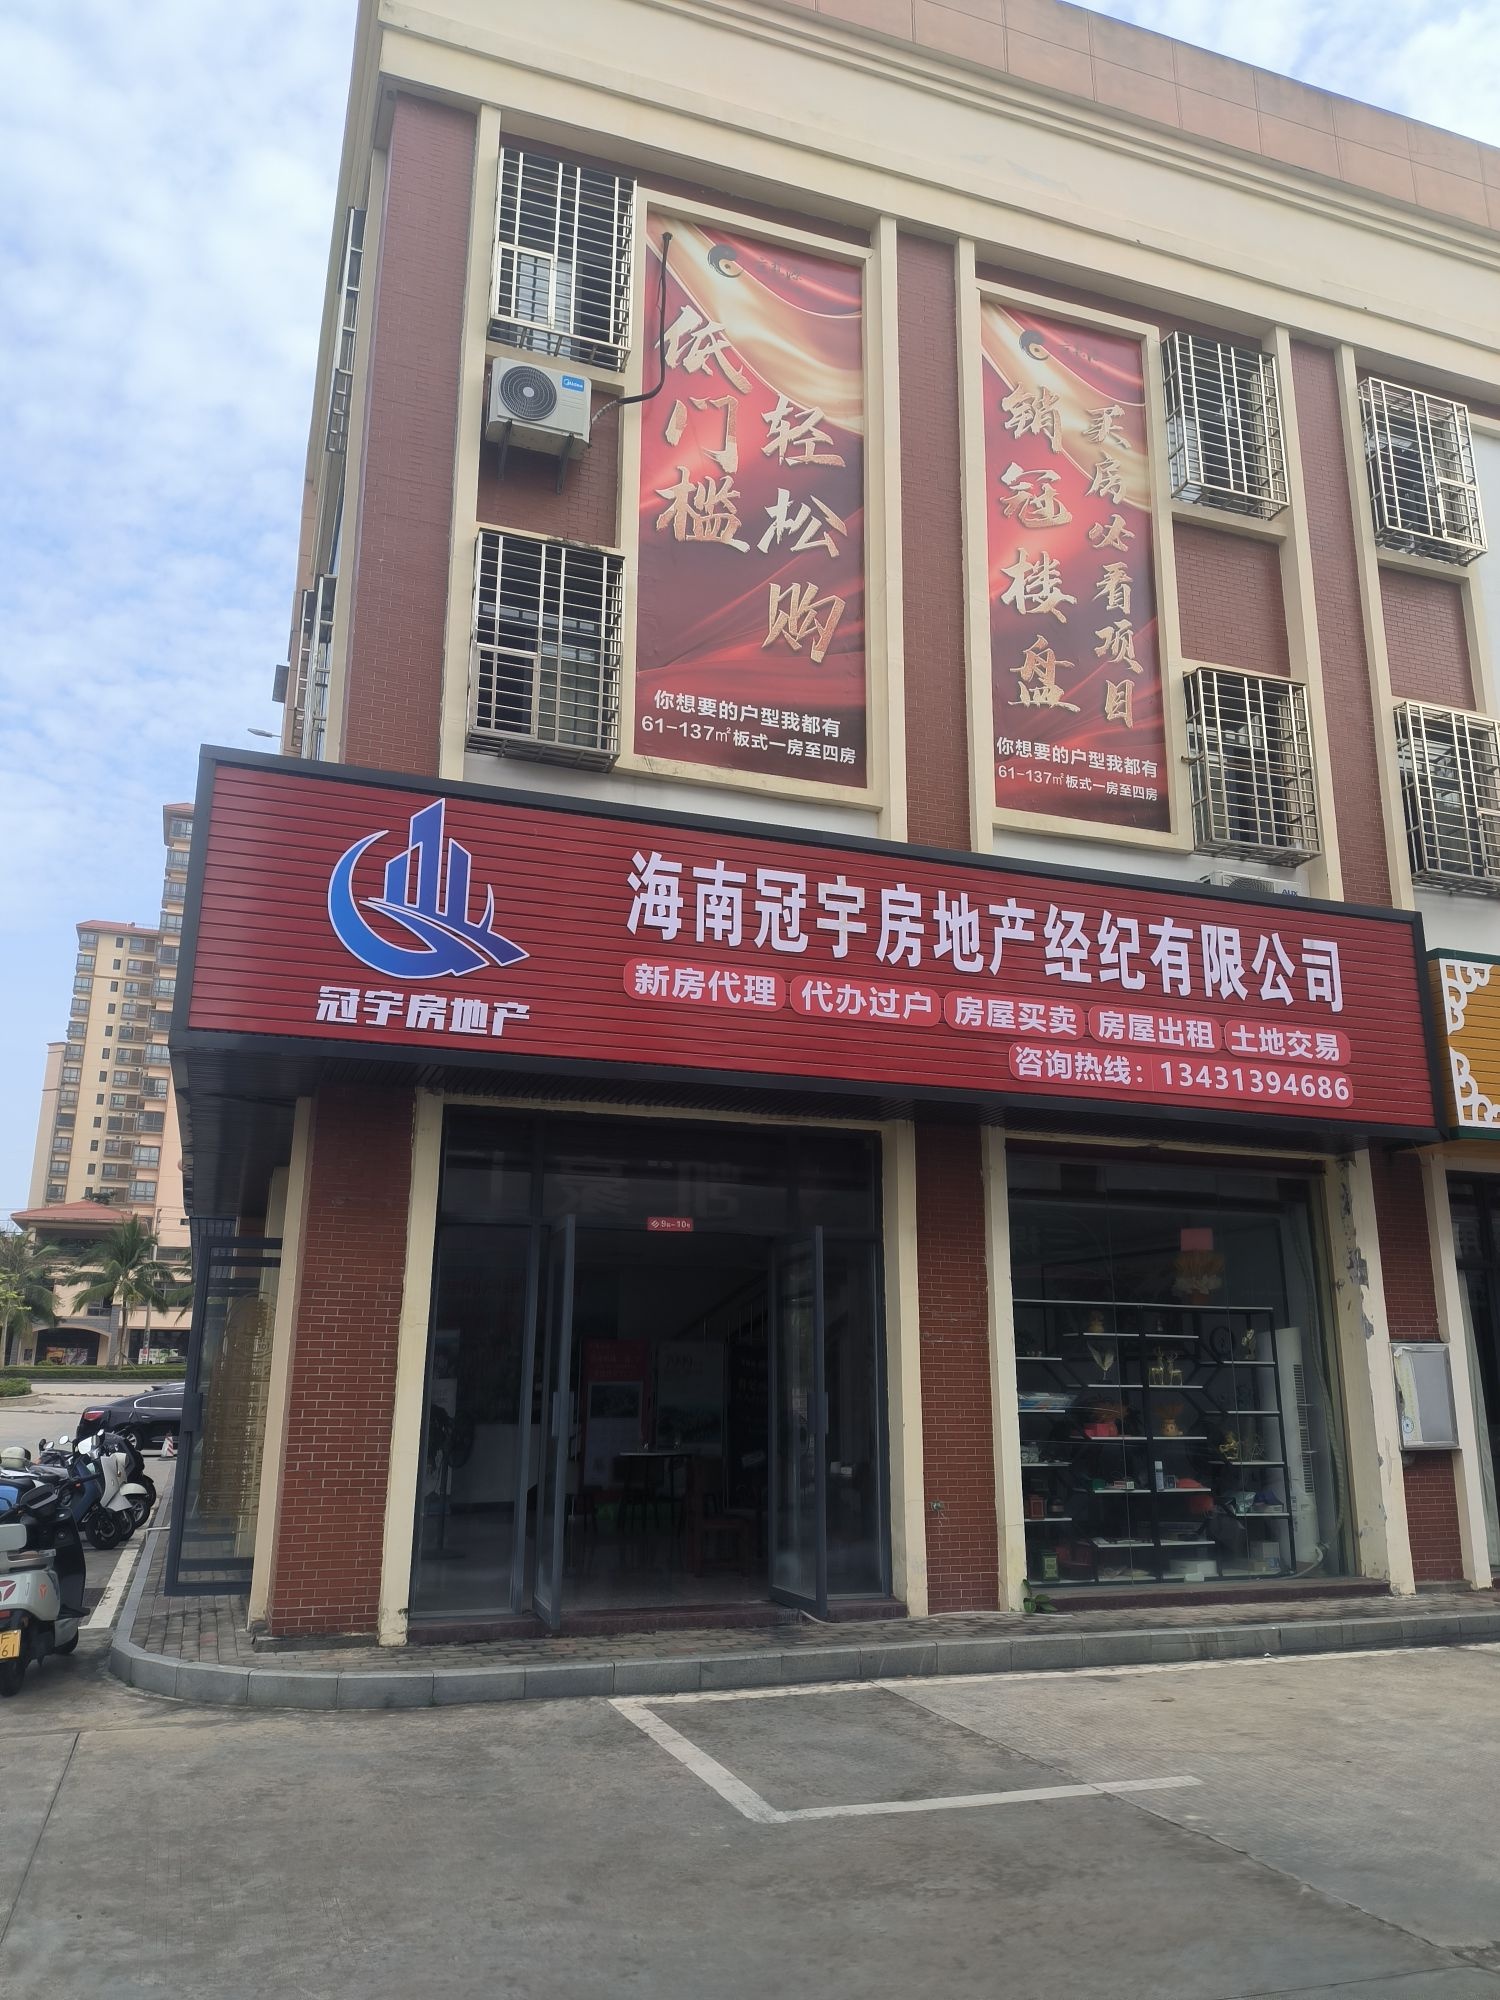 低门槛
轻松购
你想要的户型我都有
61-137㎡板式一房至四房
销冠楼盘
买房必看项目
你想要的户型我都有
61-137㎡板式一房至四房
Midea
AUX
海南冠宇房地产经纪有限公司
冠宇房地产
新房代理 代办过户 房屋买卖 房屋出租 土地交易
咨询热线：13431394686